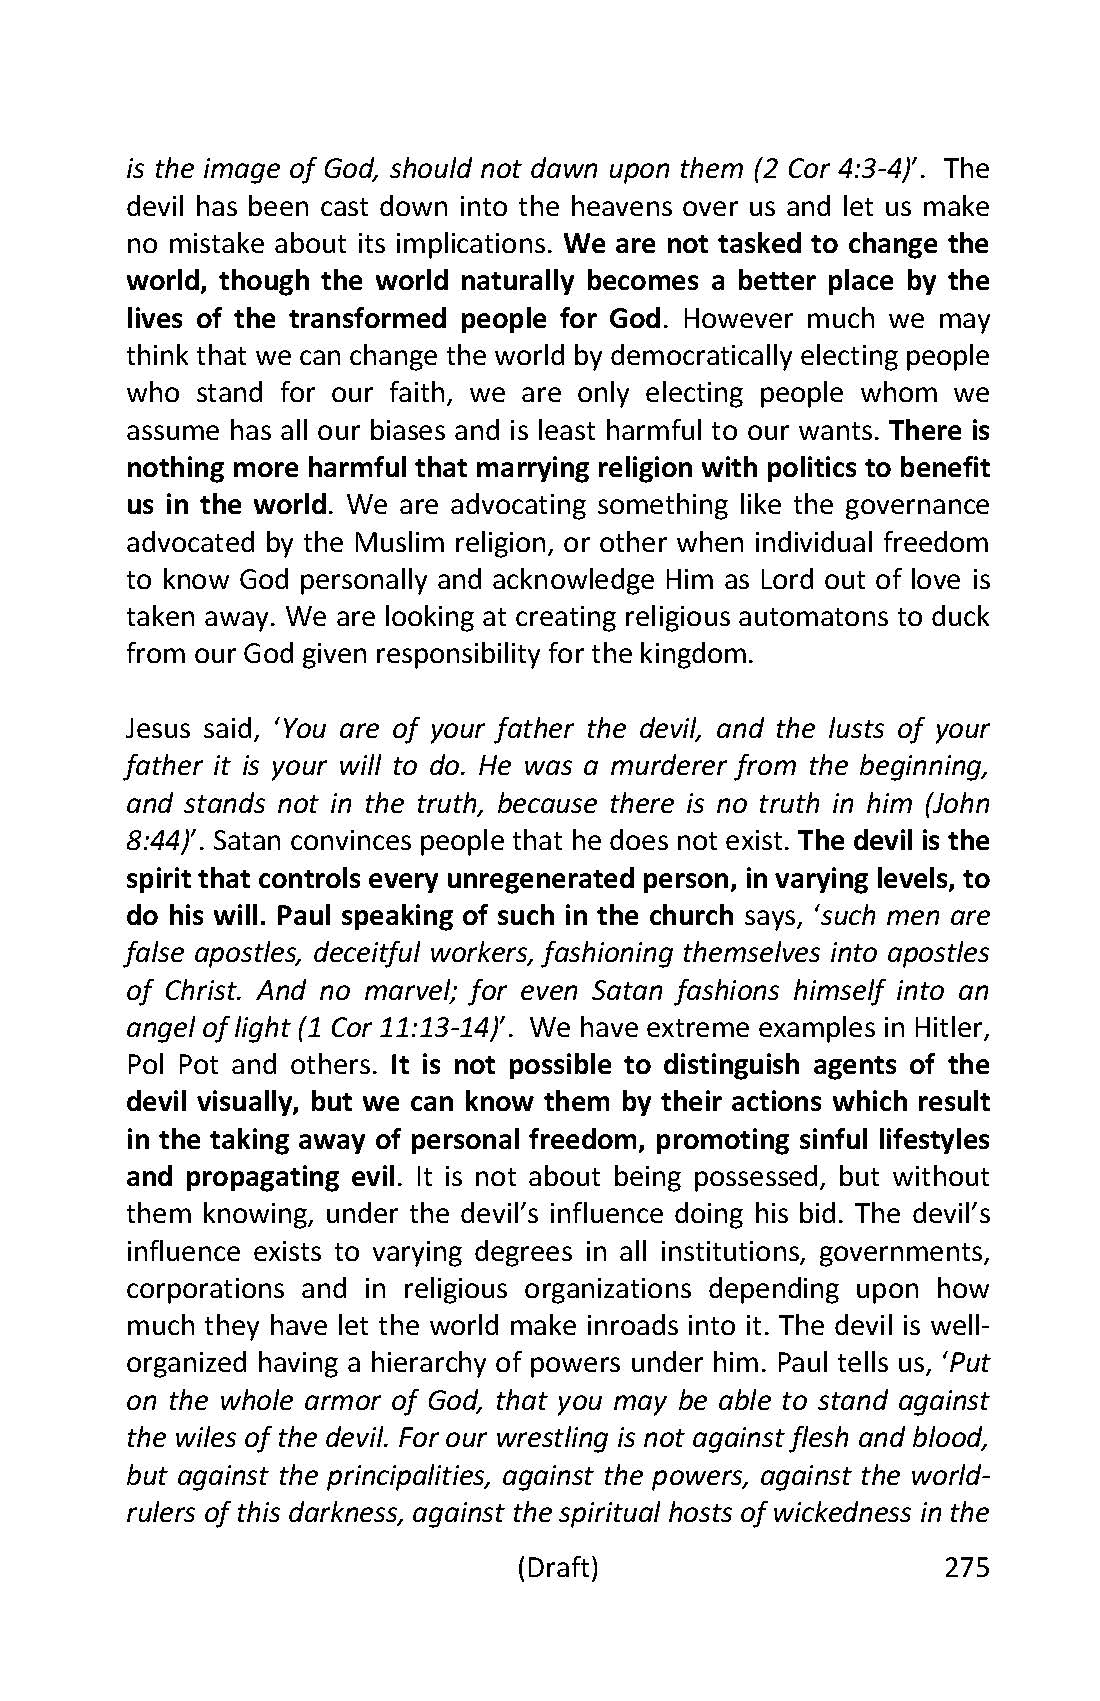 is the image of God, should not dawn upon them (2 Cor 4:3-4)’. The
devil has been cast down into the heavens over us and let us make
no mistake about its implications. We are not tasked to change the
world, though the world naturally becomes a better place by the
lives of the transformed people for God. However much we may
think that we can change the world by democratically electing people
who stand for our faith, we are only electing people whom we
assume has all our biases and is least harmful to our wants. There is
nothing more harmful that marrying religion with politics to benefit
us in the world. We are advocating something like the governance
advocated by the Muslim religion, or other when individual freedom
to know God personally and acknowledge Him as Lord out of love is
taken away. We are looking at creating religious automatons to duck
from our God given responsibility for the kingdom.
Jesus said, ‘You are of your father the devil, and the lusts of your
father it is your will to do. He was a murderer from the beginning,
and stands not in the truth, because there is no truth in him (John
8:44)’. Satan convinces people that he does not exist. The devil is the
spirit that controls every unregenerated person, in varying levels, to
do his will. Paul speaking of such in the church says, ‘such men are
false apostles, deceitful workers, fashioning themselves into apostles
of Christ. And no marvel; for even Satan fashions himself into an
angel of light (1 Cor 11:13-14)’. We have extreme examples in Hitler,
Pol Pot and others. It is not possible to distinguish agents of the
devil visually, but we can know them by their actions which result
in the taking away of personal freedom, promoting sinful lifestyles
and propagating evil. It is not about being possessed, but without
them knowing, under the devil’s influence doing his bid. The devil’s
influence exists to varying degrees in all institutions, governments,
corporations and in religious organizations depending upon how
much they have let the world make inroads into it. The devil is well-
organized having a hierarchy of powers under him. Paul tells us, ‘Put
on the whole armor of God, that you may be able to stand against
the wiles of the devil. For our wrestling is not against flesh and blood,
but against the principalities, against the powers, against the world-
rulers of this darkness, against the spiritual hosts of wickedness in the
(Draft) 275